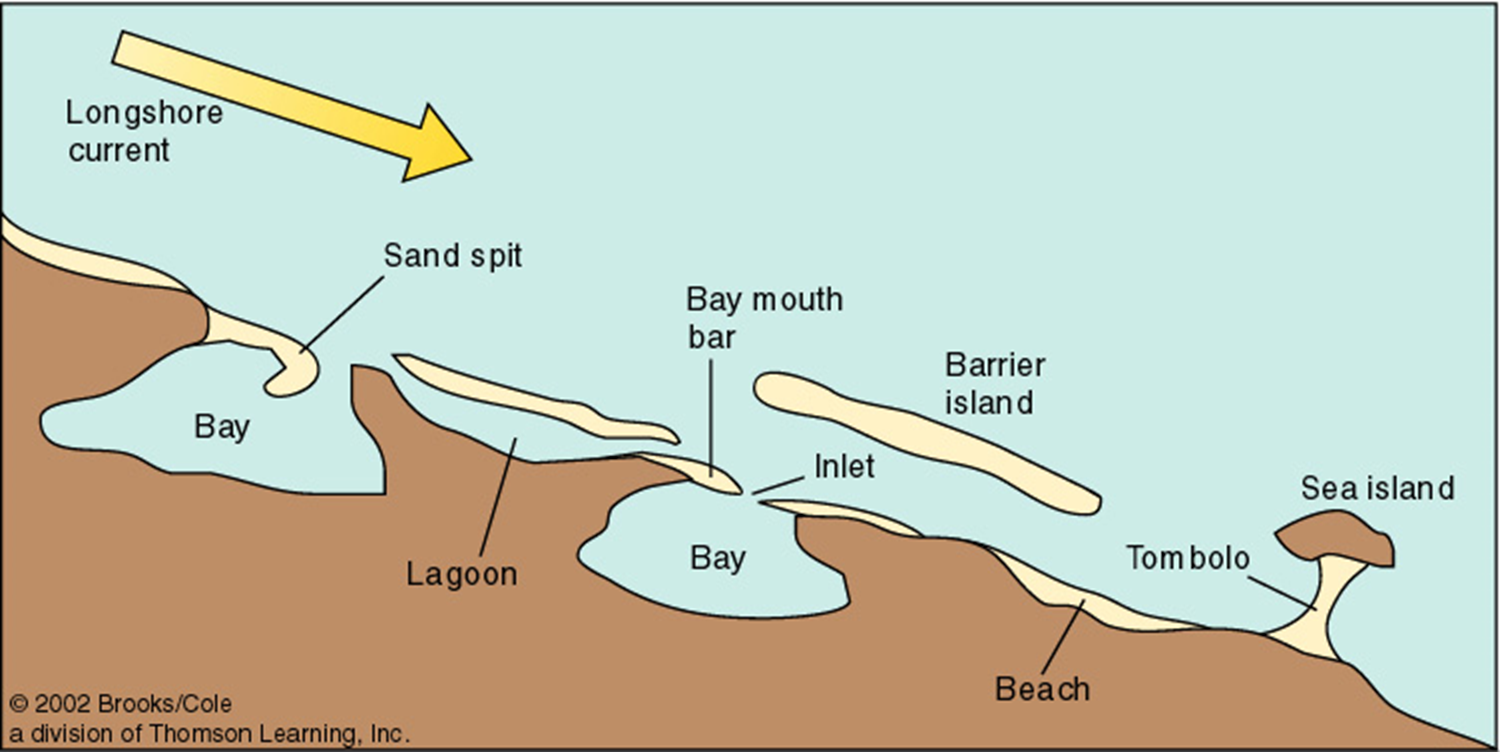 Longshore
current
Sand spit
Bay mouth
bar
Barrier
island
Bay
Inlet
Sea island
Lagoon
Bay
Tombolo
Beach
© 2002 Brooks/Cole
a division of Thomson Learning, Inc.